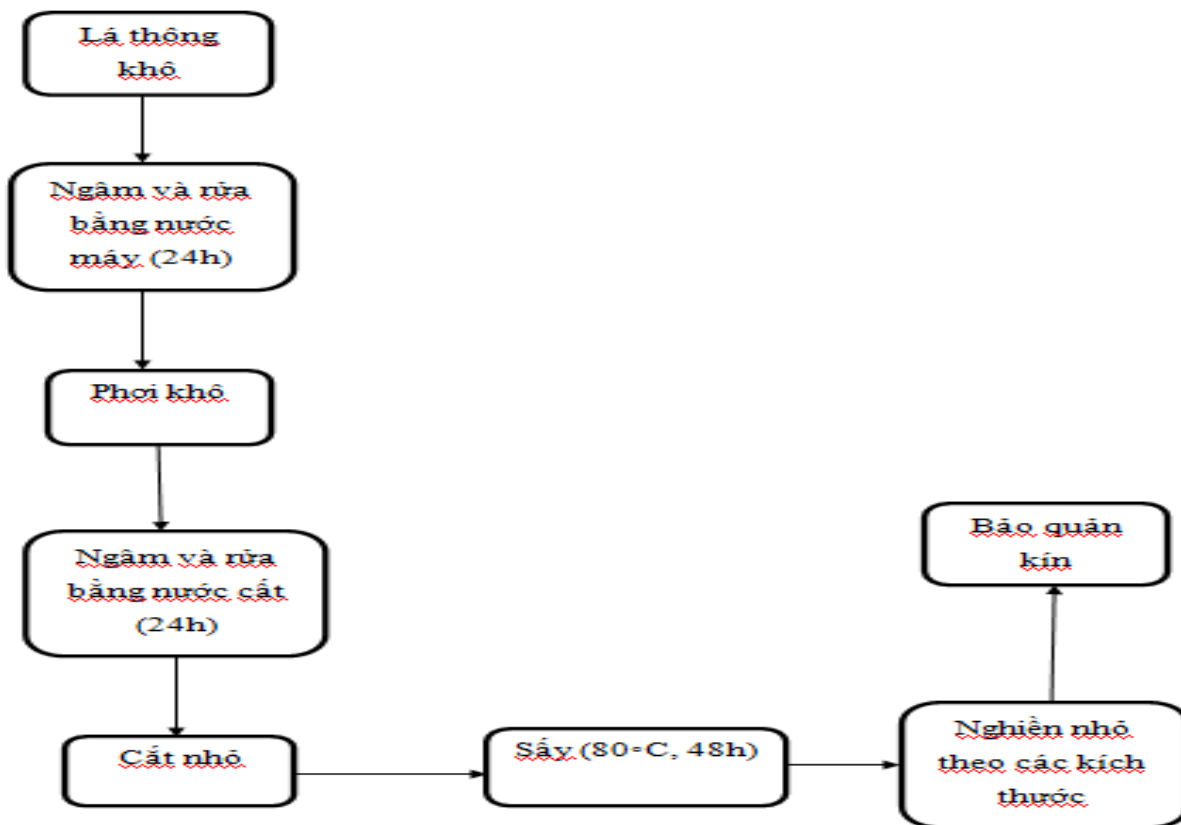 Lá thông
khô
Ngâm và rửa
bằng nước
máy (24h)
Phơi khô
Ngâm và rửa
bằng nước cất
(24h)
Cắt nhỏ
Sấy (80∘C, 48h)
Nghiền nhỏ
theo các kích
thước
Bảo quản
kín